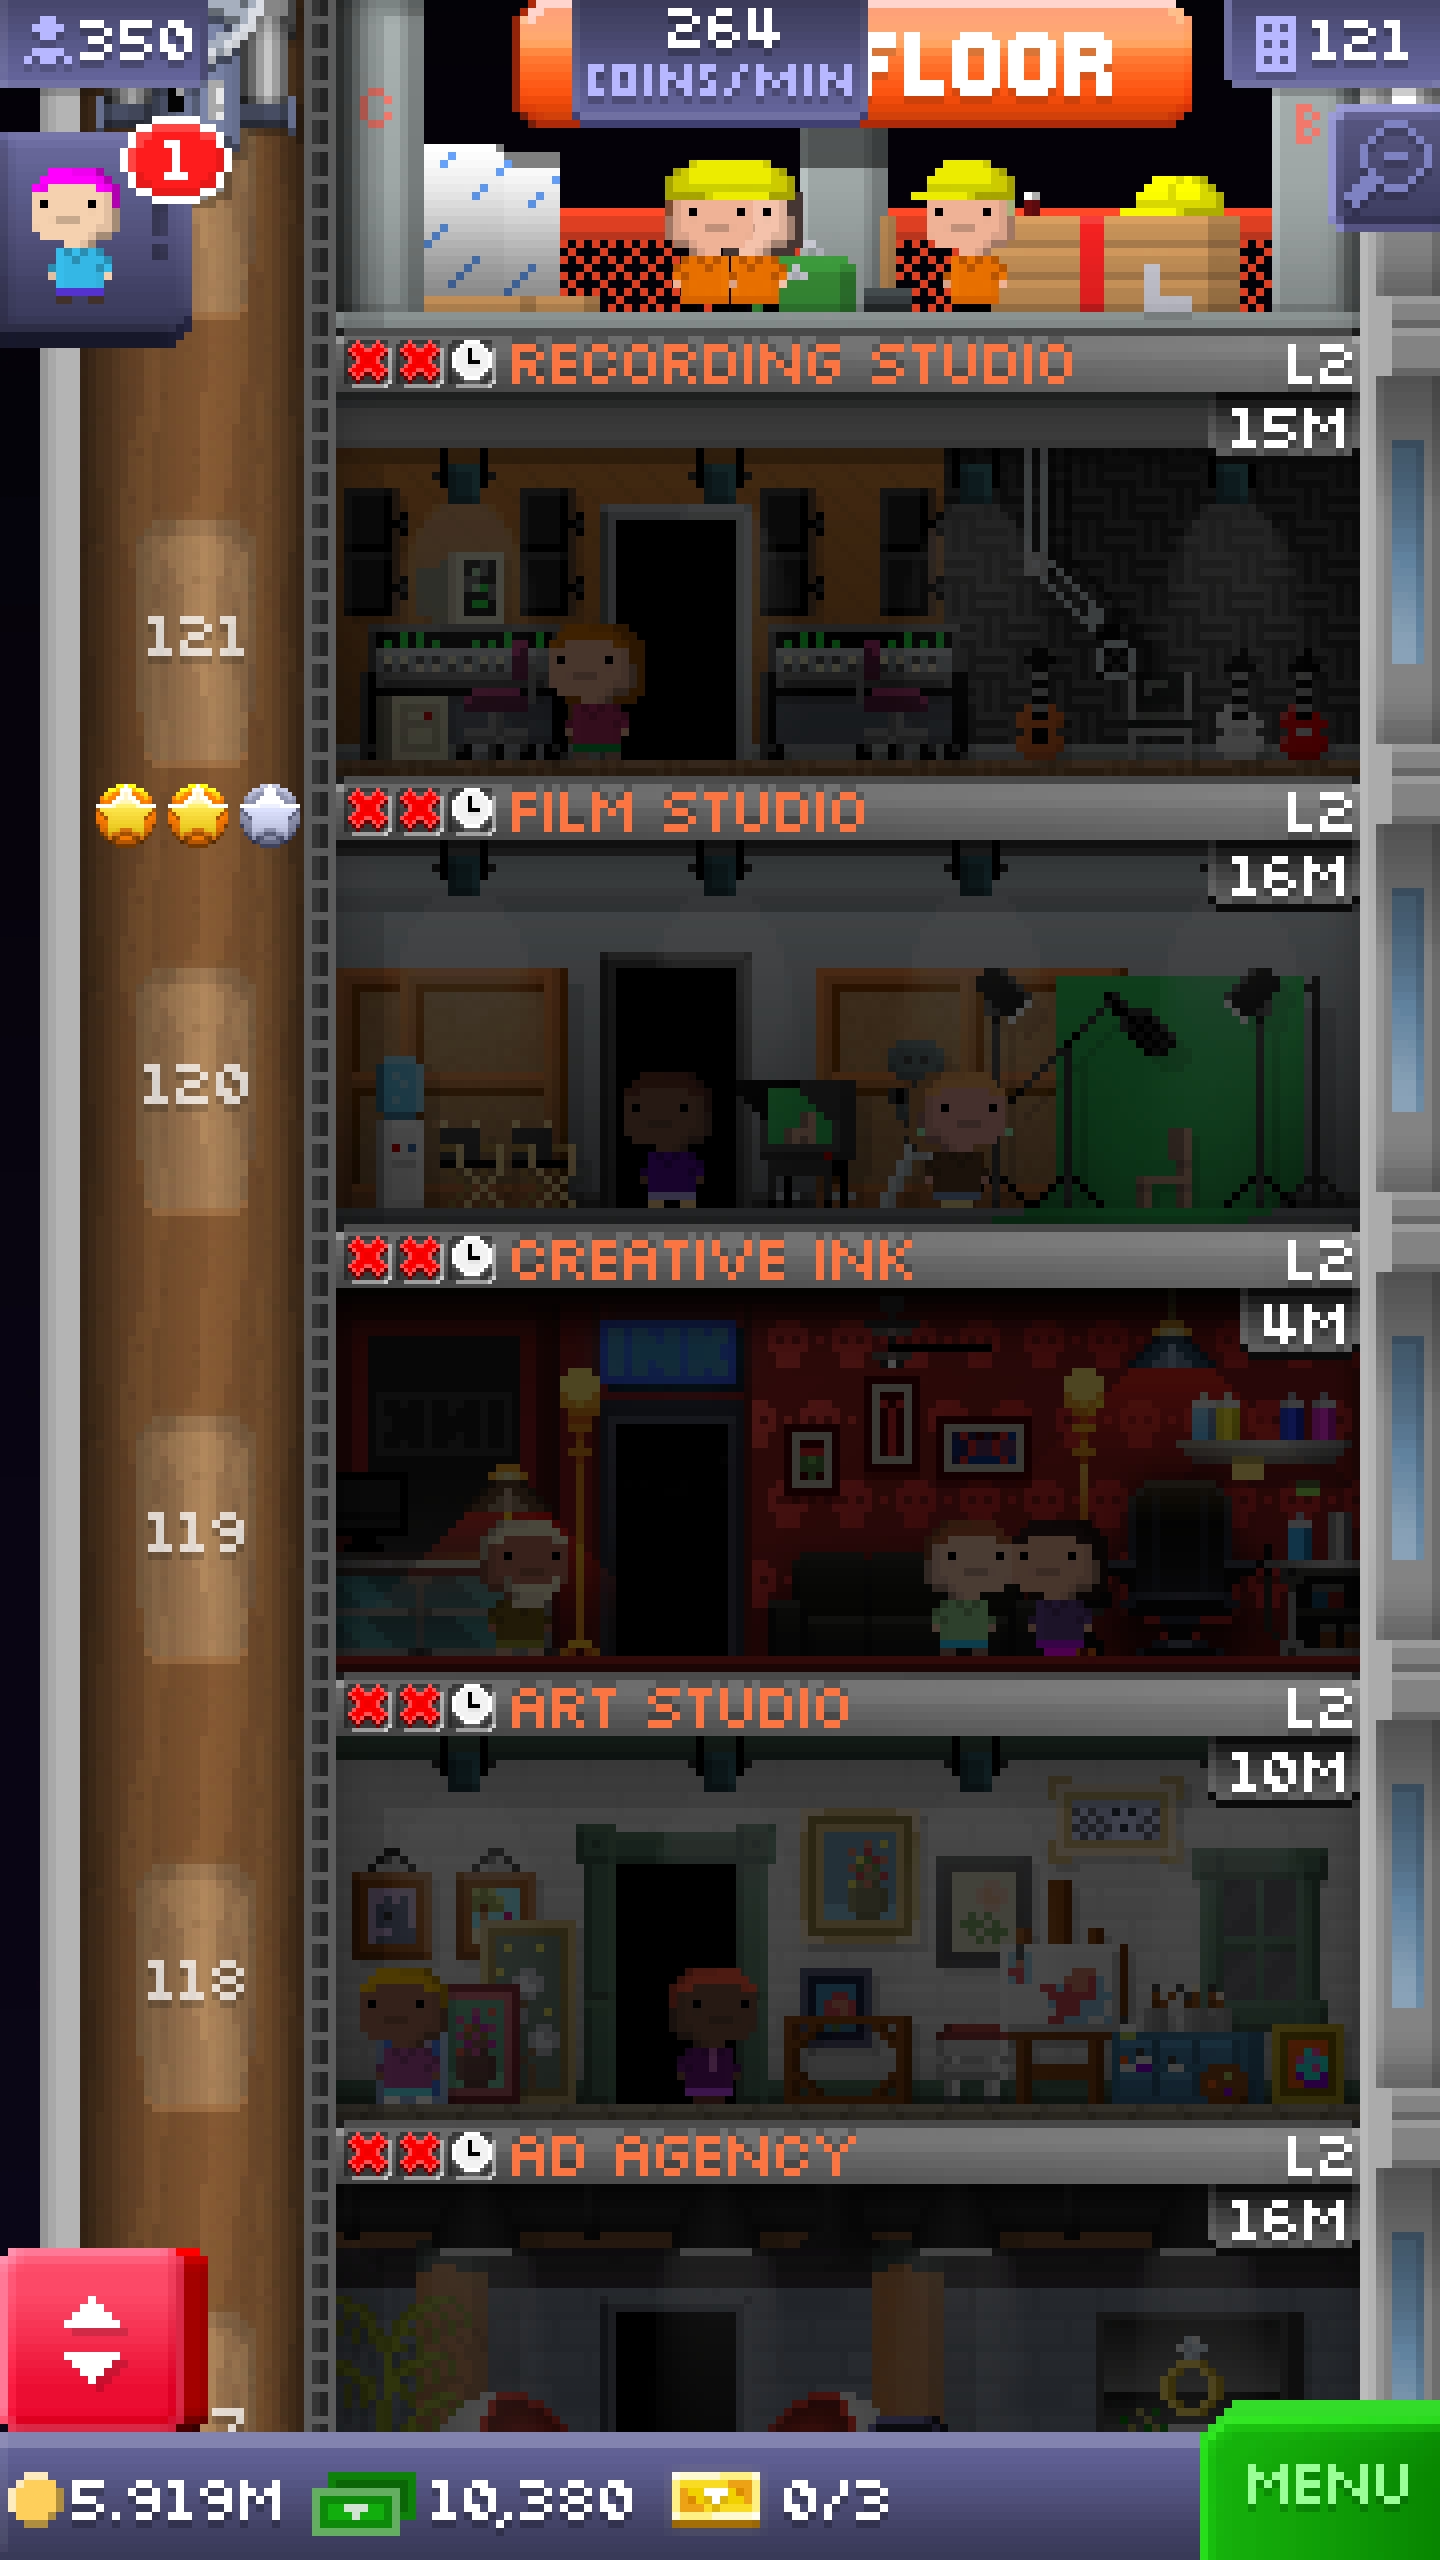 350
264
COINS/MIN
FLOOR
121
C
B
1
RECORDING STUDIO
L2
15M
121
FILM STUDIO
L2
16M
120
CREATIVE INK
L2
4M
INK
119
ART STUDIO
L2
10M
118
AD AGENCY
L2
16M
5.919M
10,380
0/3
MENU